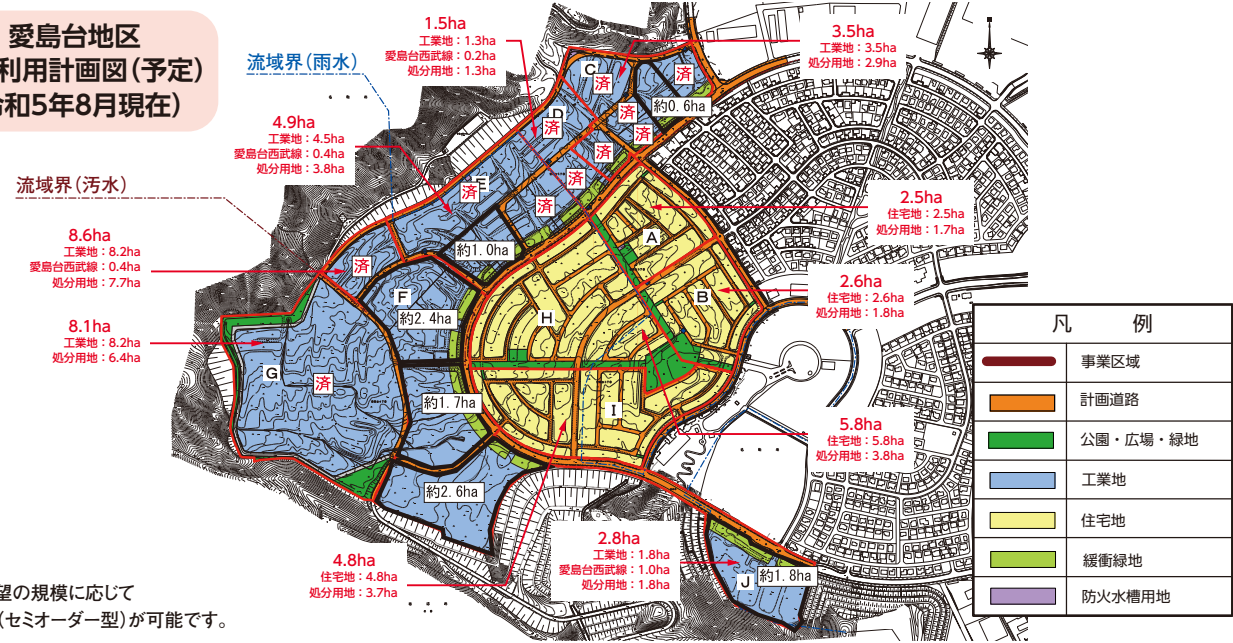 愛島台地区
利用計画図(予定)
和5年8月現在)
流域界(雨水)
流域界(汚水)
1.5ha
工業地：1.3ha
愛島台西武線：0.2ha
処分用地：1.3ha
3.5ha
工業地：3.5ha
処分用地：2.9ha
4.9ha
工業地：4.5ha
愛島台西武線：0.4ha
処分用地：3.8ha
8.6ha
工業地：8.2ha
愛島台西武線：0.4ha
処分用地：7.7ha
8.1ha
工業地：8.2ha
処分用地：6.4ha
2.5ha
住宅地：2.5ha
処分用地：1.7ha
2.6ha
住宅地：2.6ha
処分用地：1.8ha
5.8ha
住宅地：5.8ha
処分用地：3.8ha
4.8ha
住宅地：4.8ha
処分用地：3.7ha
2.8ha
工業地：1.8ha
愛島台西武線：1.0ha
処分用地：1.8ha
C
済
済
約0.6ha
D
済
済
済
済
E
済
済
済
約1.0ha
済
F
約2.4ha
G
済
約1.7ha
約2.6ha
A
B
H
I
J
約1.8ha
凡 例
事業区域
計画道路
公園・広場・緑地
工業地
住宅地
緩衝緑地
防火水槽用地
望の規模に応じて
(セミオーダー型)が可能です。